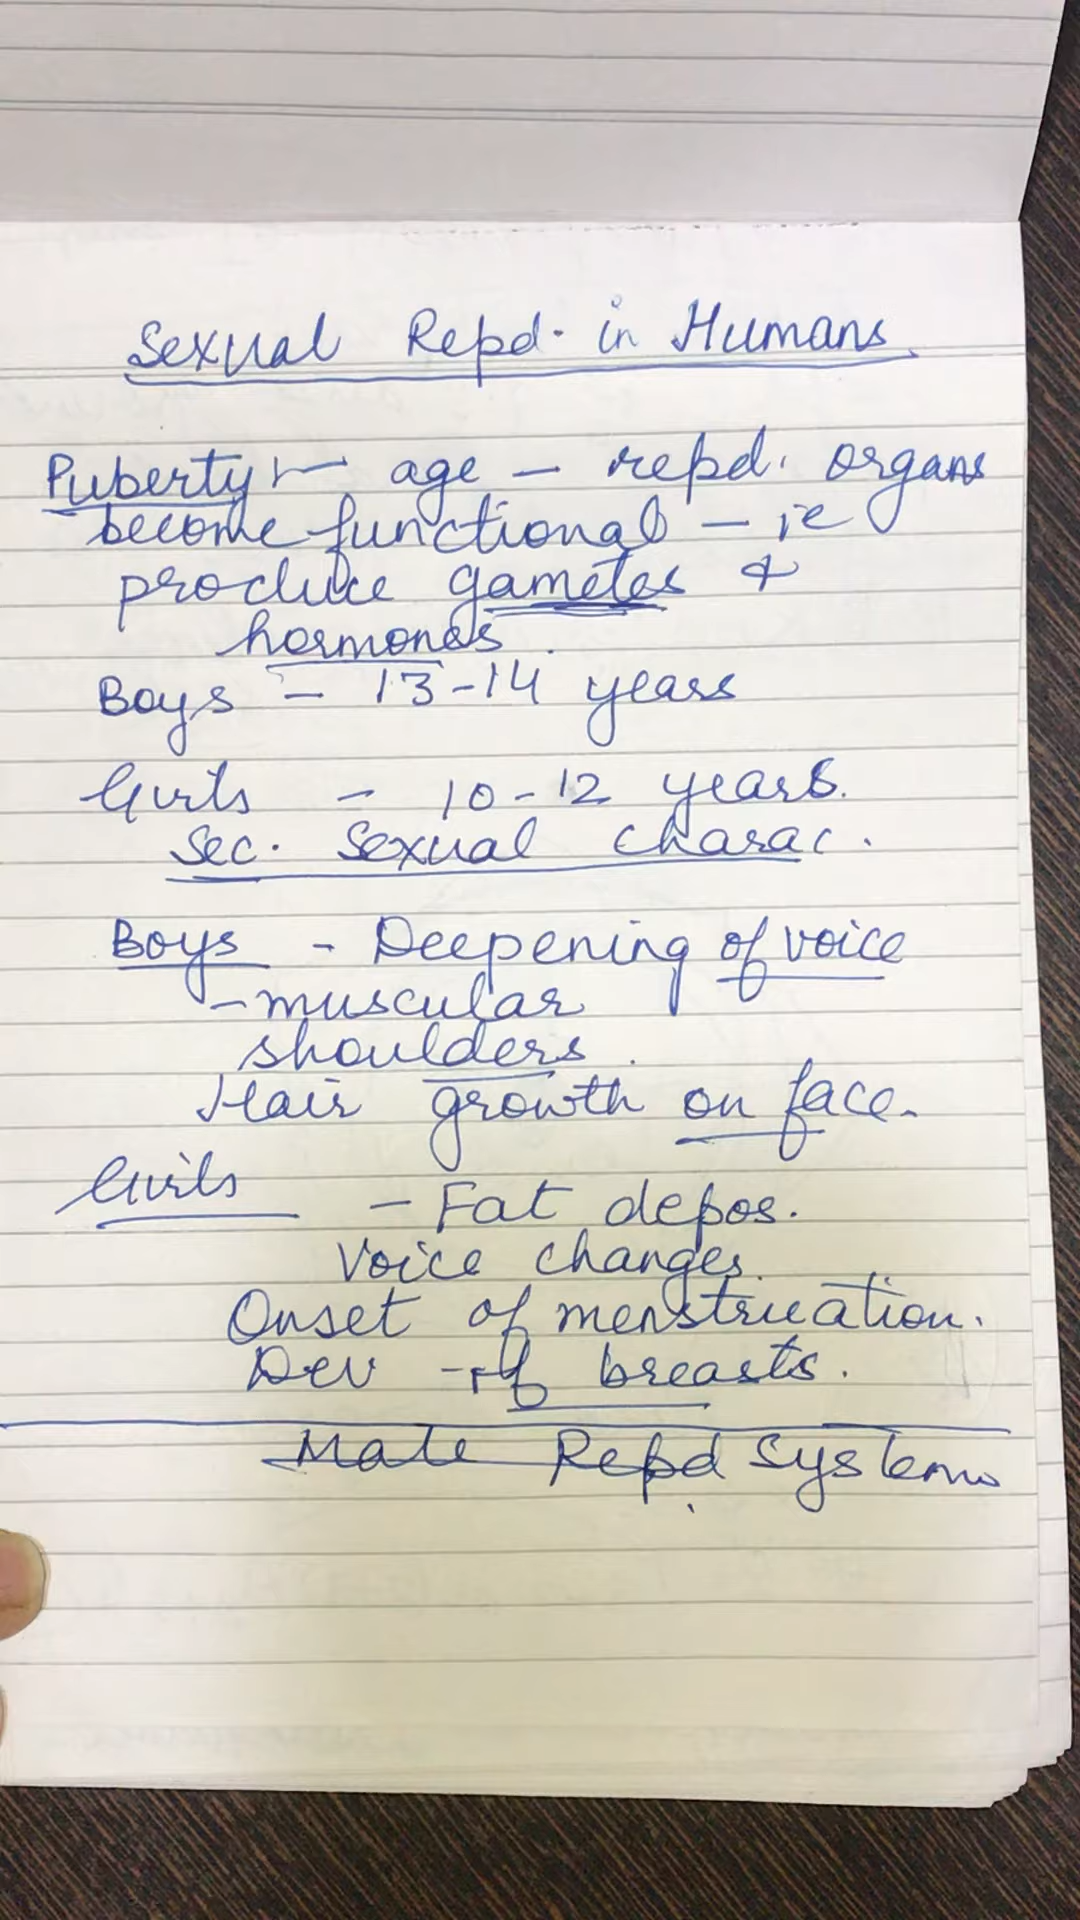 Sexual Repd. in Humans
Puberty :- age - repd. organs
become functional - ie
produce gametes &
hormones.
Boys - 13-14 years
Girls - 10-12 years.
Sec. Sexual charac.
Boys - Deepening of voice
- muscular
shoulders.
Hair growth on face.
Girls - Fat depos.
Voice changes.
Onset of menstruation.
Dev - of breasts.
Male Repd System